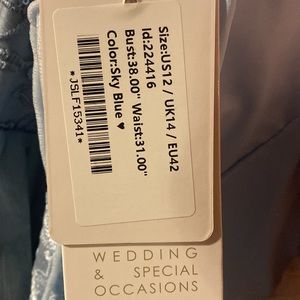 Size:US12 / UK14 / EU42
Id:224416
Bust:38.00" Waist:31.00"
Color:Sky Blue ♥
*JSLF15341*
WEDDING
& SPECIAL
OCCASIONS